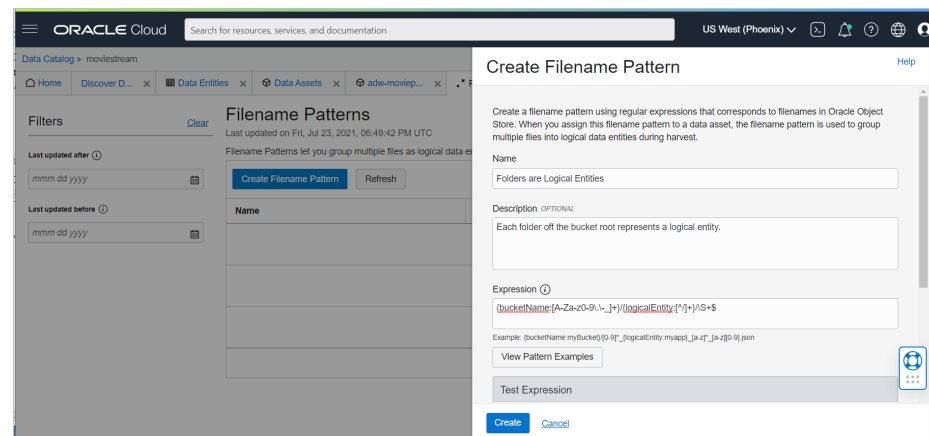 ORACLE Cloud
Search for resources, services, and documentation
US West (Phoenix)
Data Catalog » moviestream
Home
Discover D...
Data Entities
Data Assets
adw-moviep...
Filters
Clear
Last updated after
mmm dd yyyy
Last updated before
mmm dd yyyy
Filename Patterns
Last updated on Fri, Jul 23, 2021, 06:49:42 PM UTC
Filename Patterns let you group multiple files as logical data
Create Filename Pattern
Refresh
Name
Create Filename Pattern
Help
Create a filename pattern using regular expressions that corresponds to filenames in Oracle Object
Store. When you assign this filename pattern to a data asset, the filename pattern is used to group
multiple files into logical data entities during harvest.
Name
Folders are Logical Entities
Description OPTIONAL
Each folder off the bucket root represents a logical entity.
Expression
{bucketName:[A-Za-z0-9\.\-_]+}/{logicalEntity:[^/]+}/\S+$
Example: {bucketName:myBucket}/[0-9]*_{logicalEntity:myapp}_[a-z]*_[a-z][0-9].json
View Pattern Examples
Test Expression
Create
Cancel